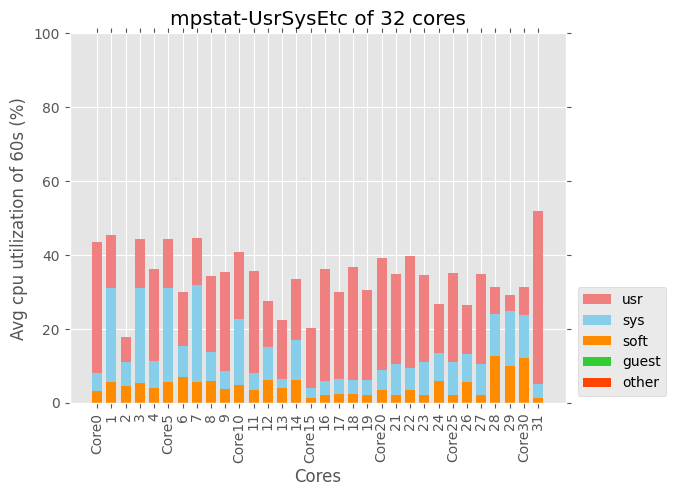 mpstat-UsrSysEtc of 32 cores
100
80
60
40
20
0
Avg cpu utilization of 60s (%)
Core0
1
2
3
4
Core5
6
7
8
9
Core10
11
12
13
14
Core15
16
17
18
19
Core20
21
22
23
24
Core25
26
27
28
29
Core30
31
Cores
usr
sys
soft
guest
other